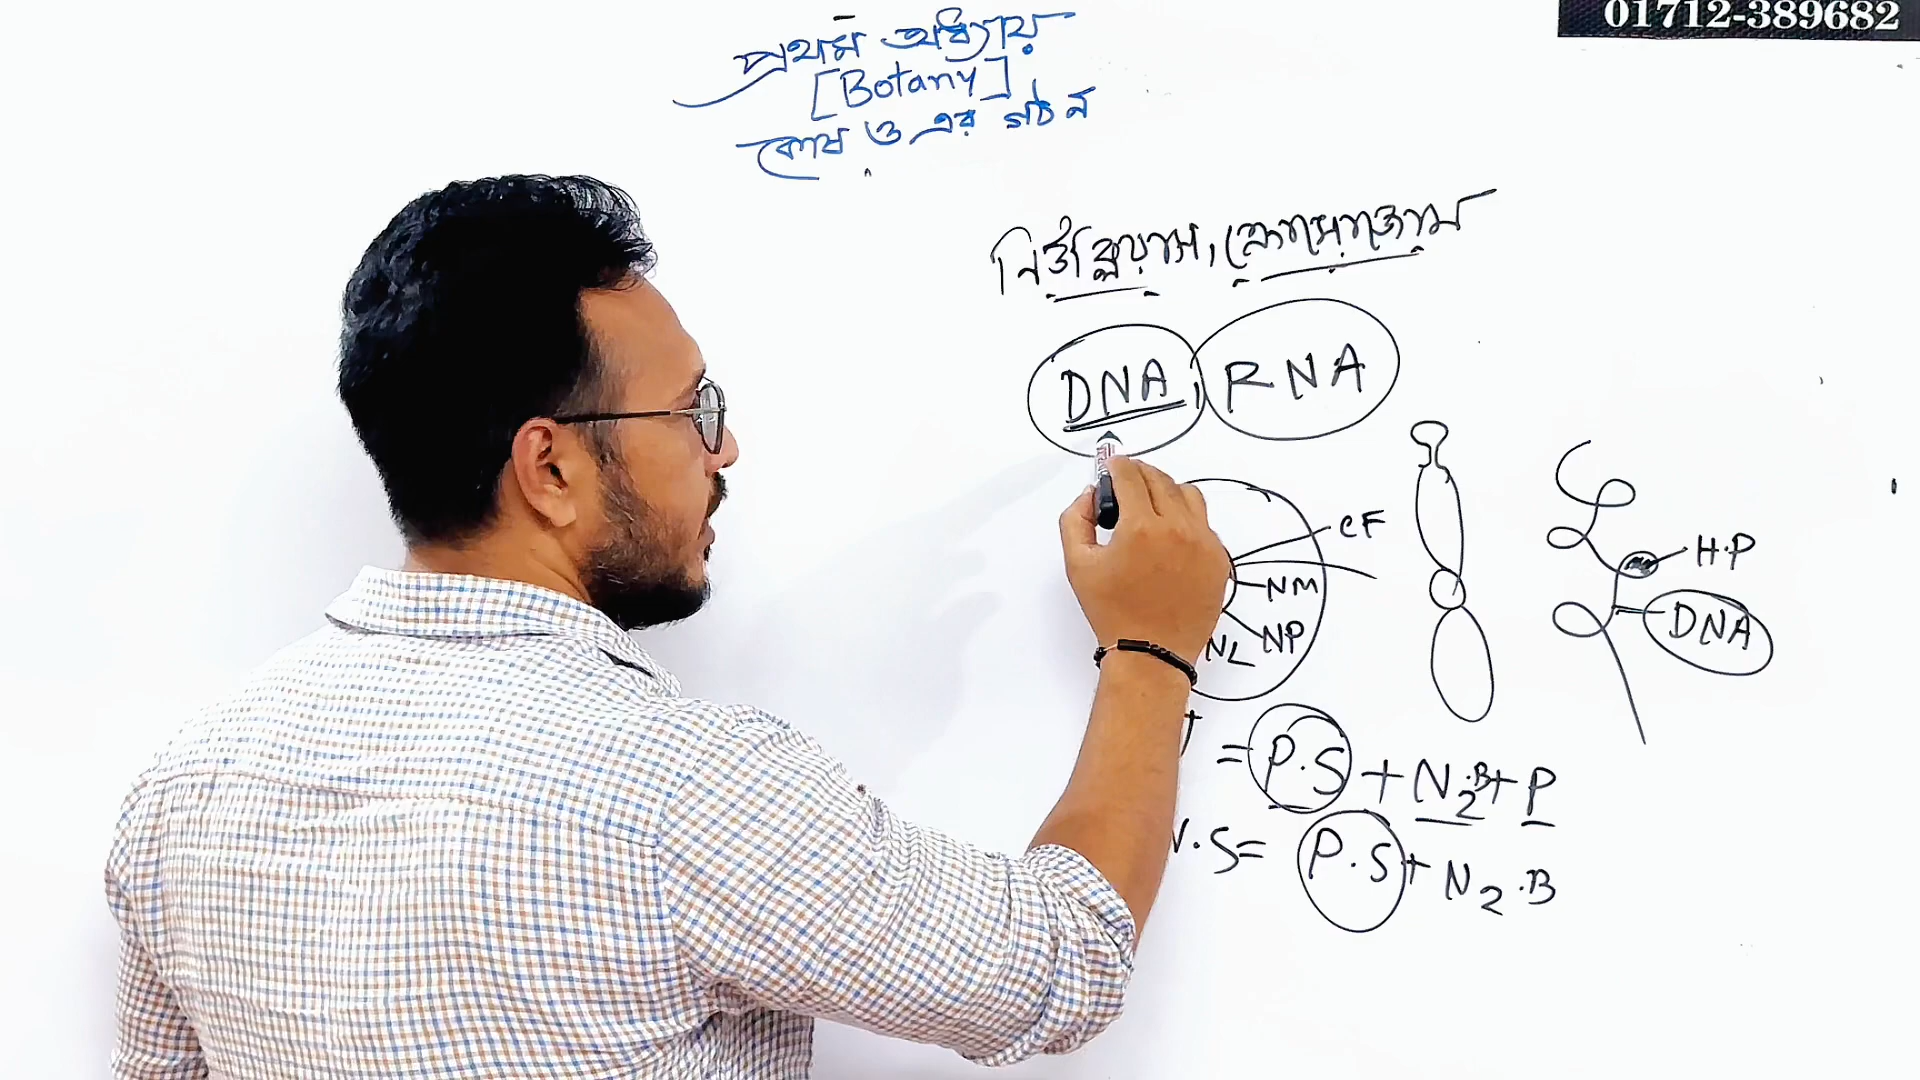 01712-389682
প্রথম অধ্যায়
[Botany]
কোষ ও এর গঠন
নিউক্লিয়াস, ক্রোমোজোম
DNA, RNA
CF
NM
NP
NL
H.P
DNA
= P.S + N2.B + P
.S = P.S + N2.B